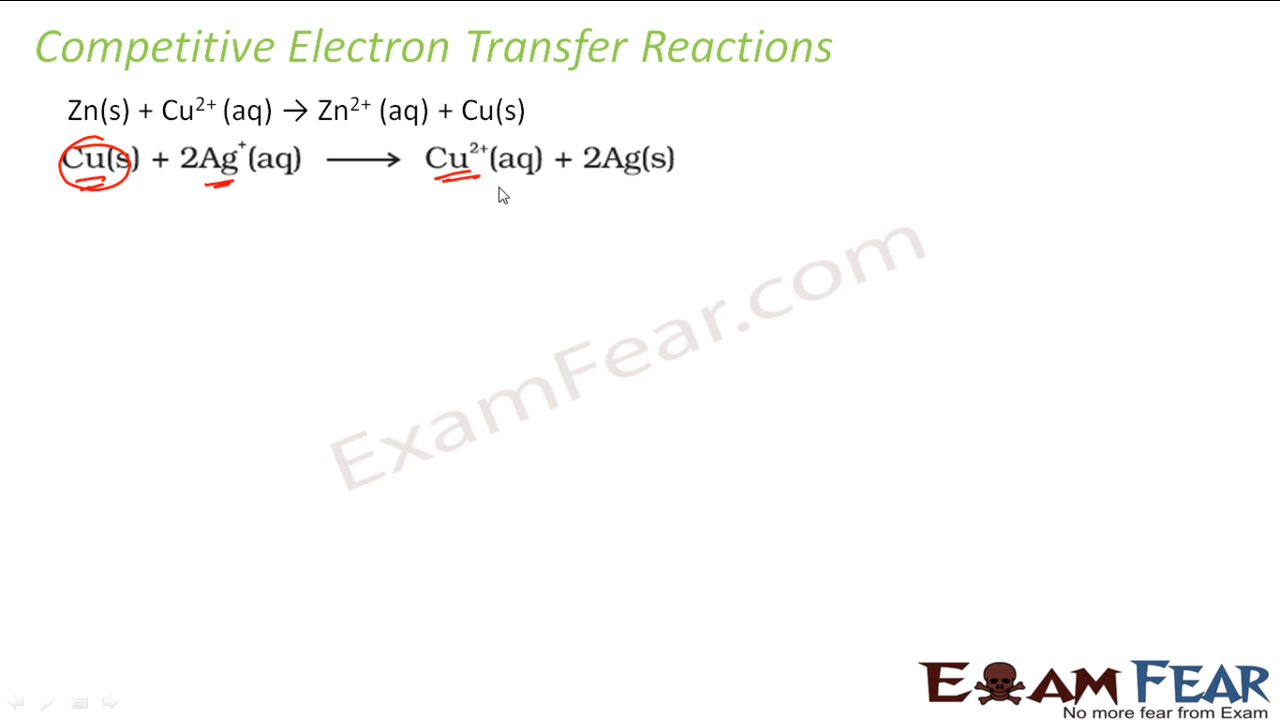 Competitive Electron Transfer Reactions
Zn(s) + Cu²⁺ (aq) → Zn²⁺ (aq) + Cu(s)
Cu(s) + 2Ag⁺(aq) ⟶ Cu²⁺(aq) + 2Ag(s)
ExamFear.com
EXAM FEAR
No more fear from Exam